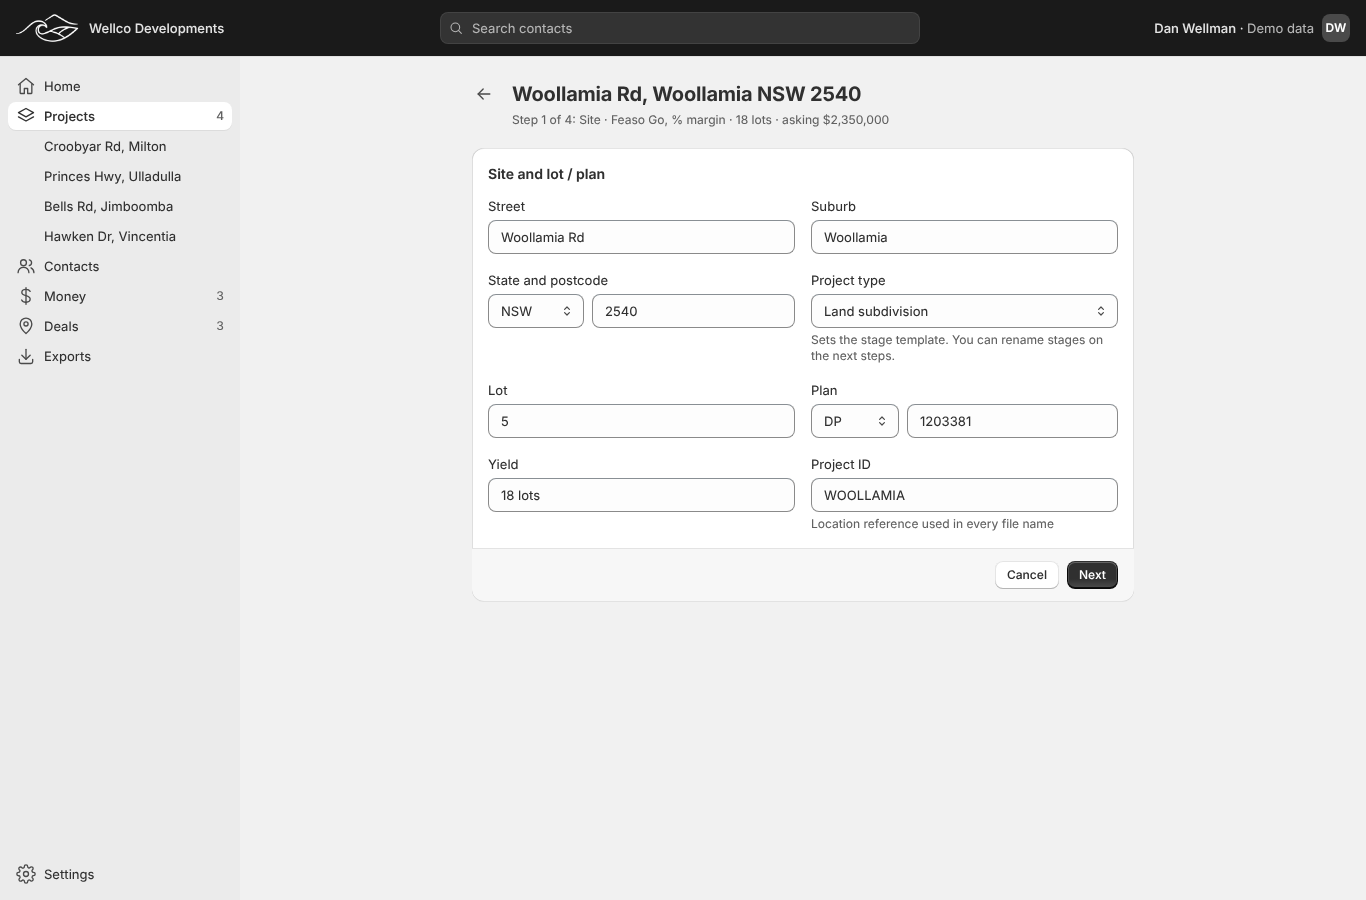 Wellco Developments
Search contacts
Dan Wellman · Demo data
DW
Home
Projects 4
Croobyar Rd, Milton
Princes Hwy, Ulladulla
Bells Rd, Jimboomba
Hawken Dr, Vincentia
Contacts
Money 3
Deals 3
Exports
Settings
Woollamia Rd, Woollamia NSW 2540
Step 1 of 4: Site · Feaso Go, % margin · 18 lots · asking $2,350,000
Site and lot / plan
Street
Woollamia Rd
Suburb
Woollamia
State and postcode
NSW 2540
Project type
Land subdivision
Sets the stage template. You can rename stages on
the next steps.
Lot
5
Plan
DP 1203381
Yield
18 lots
Project ID
WOOLLAMIA
Location reference used in every file name
Cancel Next